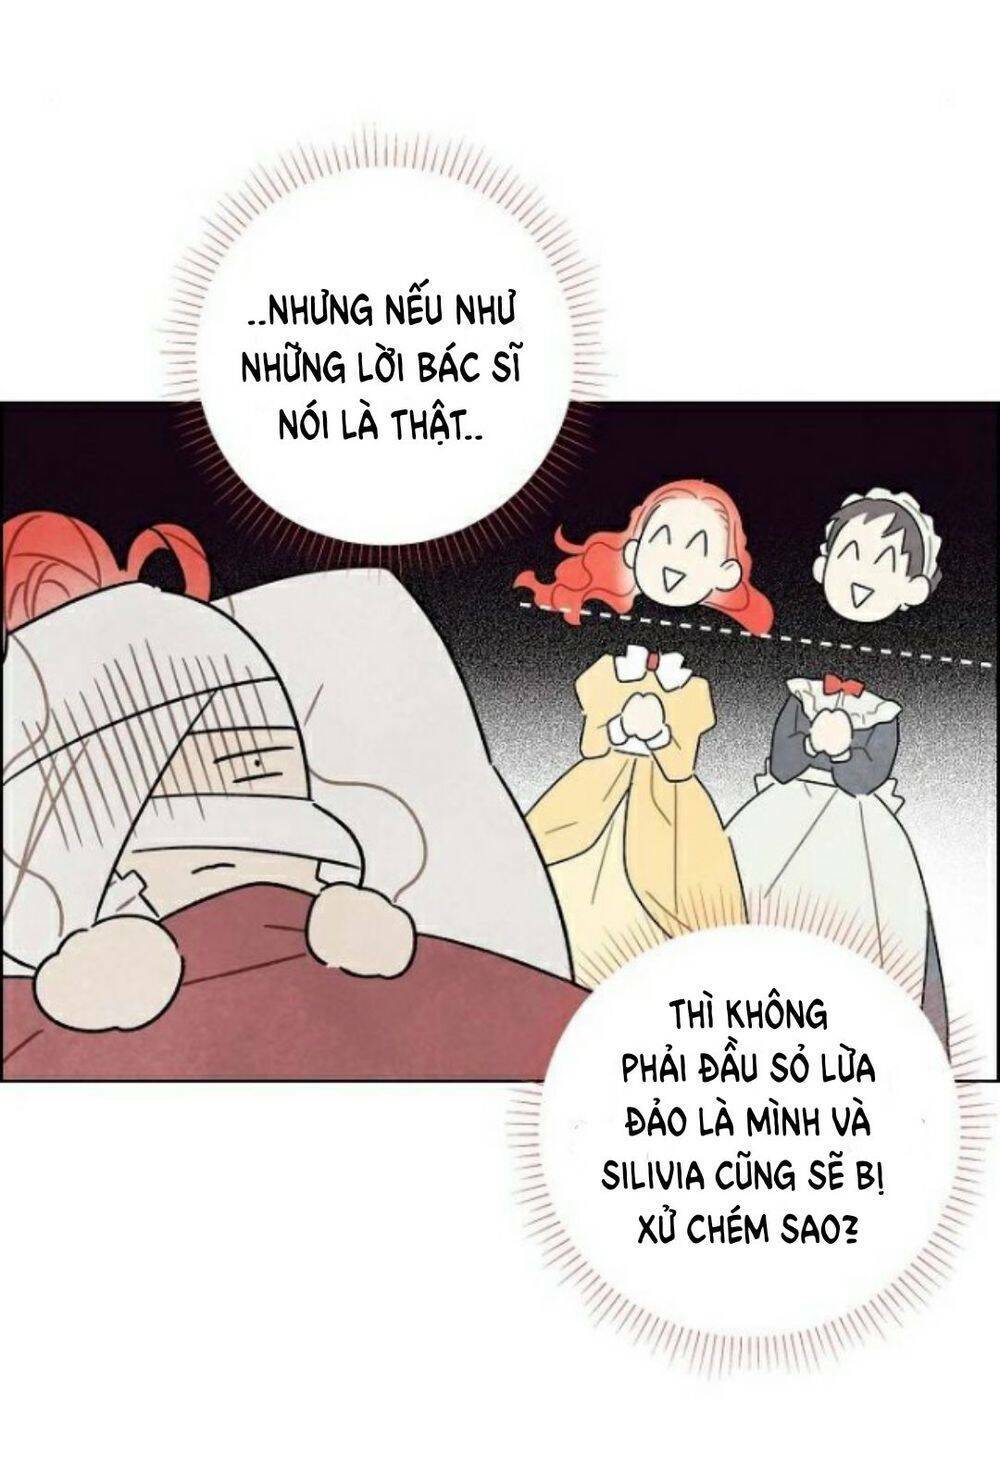 ..NHƯNG NẾU NHƯ
NHỮNG LỜI BÁC SĨ
NÓI LÀ THẬT..
THÌ KHÔNG
PHẢI ĐẦU SỎ LỪA
ĐẢO LÀ MÌNH VÀ
SILIVIA CŨNG SẼ BỊ
XỬ CHÉM SAO?